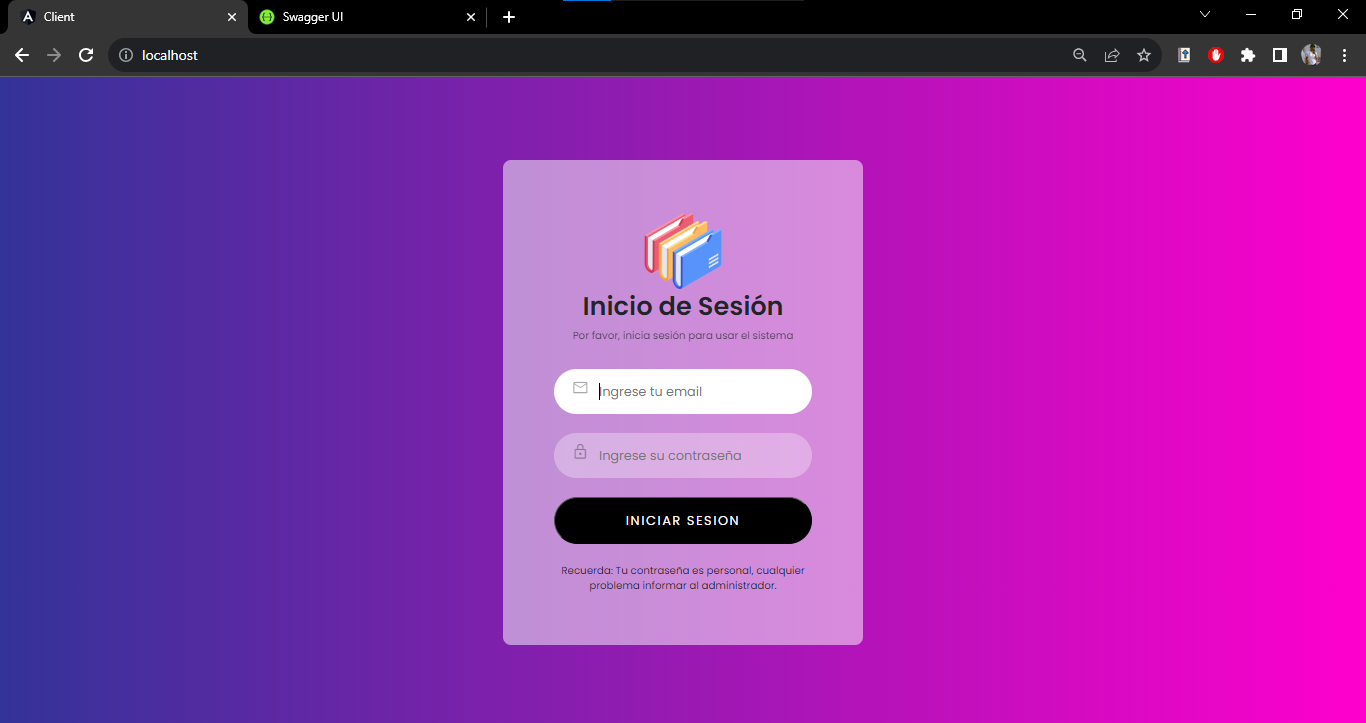 Client
Swagger UI
localhost
Inicio de Sesión
Por favor, inicia sesión para usar el sistema
Ingrese tu email
Ingrese su contraseña
INICIAR SESION
Recuerda: Tu contraseña es personal, cualquier
problema informar al administrador.